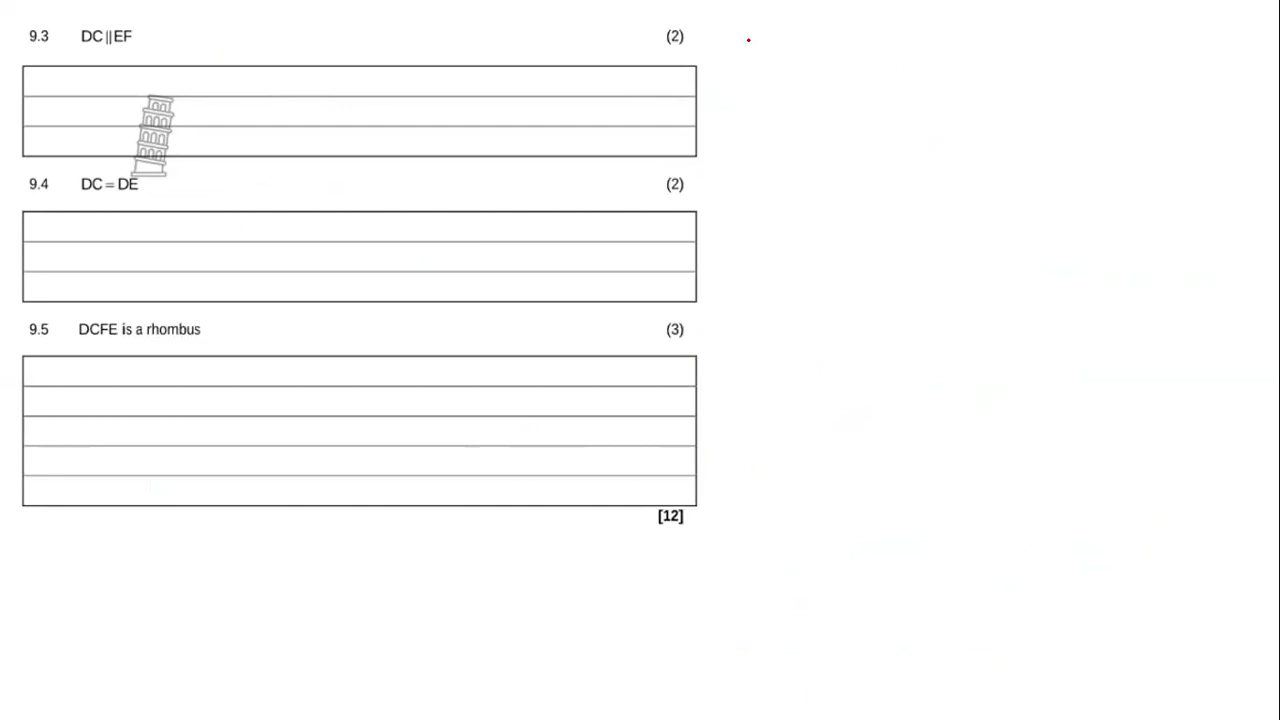 9.3 DC || EF (2)
9.4 DC = DE (2)
9.5 DCFE is a rhombus (3)
[12]